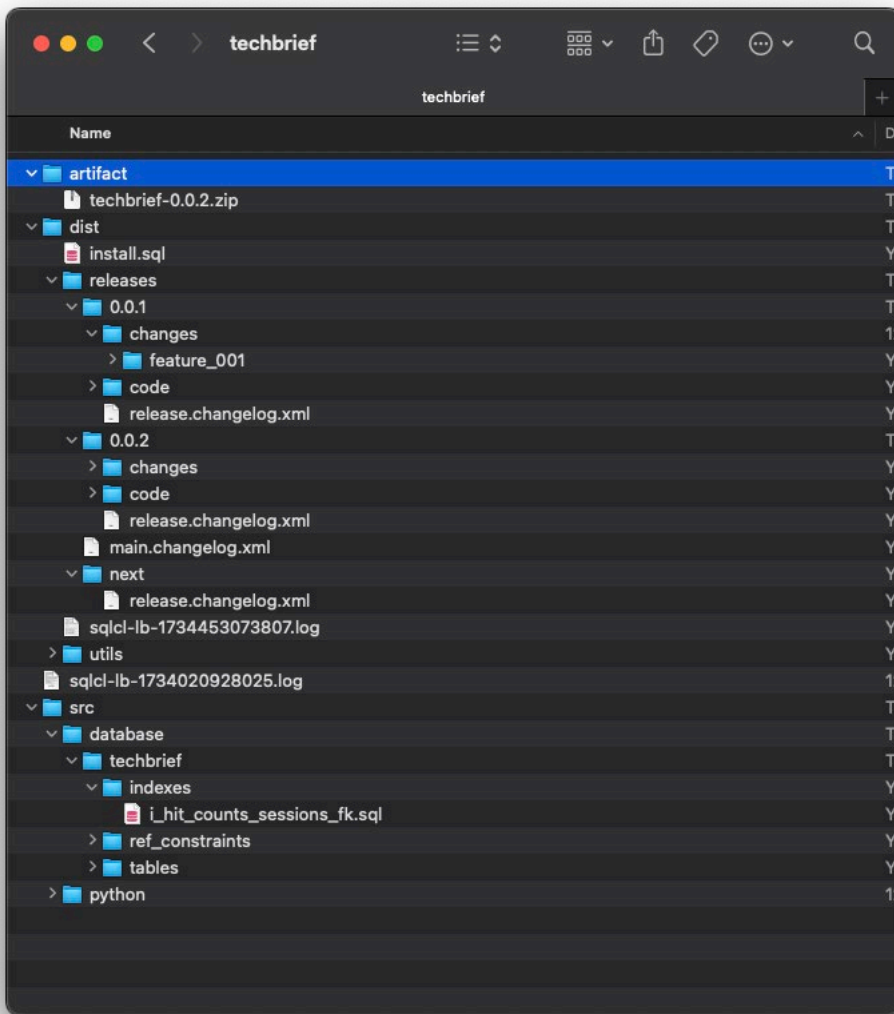 techbrief
techbrief
Name
artifact
techbrief-0.0.2.zip
dist
install.sql
releases
0.0.1
changes
feature_001
code
release.changelog.xml
0.0.2
changes
code
release.changelog.xml
main.changelog.xml
next
release.changelog.xml
sqlcl-lb-1734453073807.log
utils
sqlcl-lb-1734020928025.log
src
database
techbrief
indexes
i_hit_counts_sessions_fk.sql
ref_constraints
tables
python